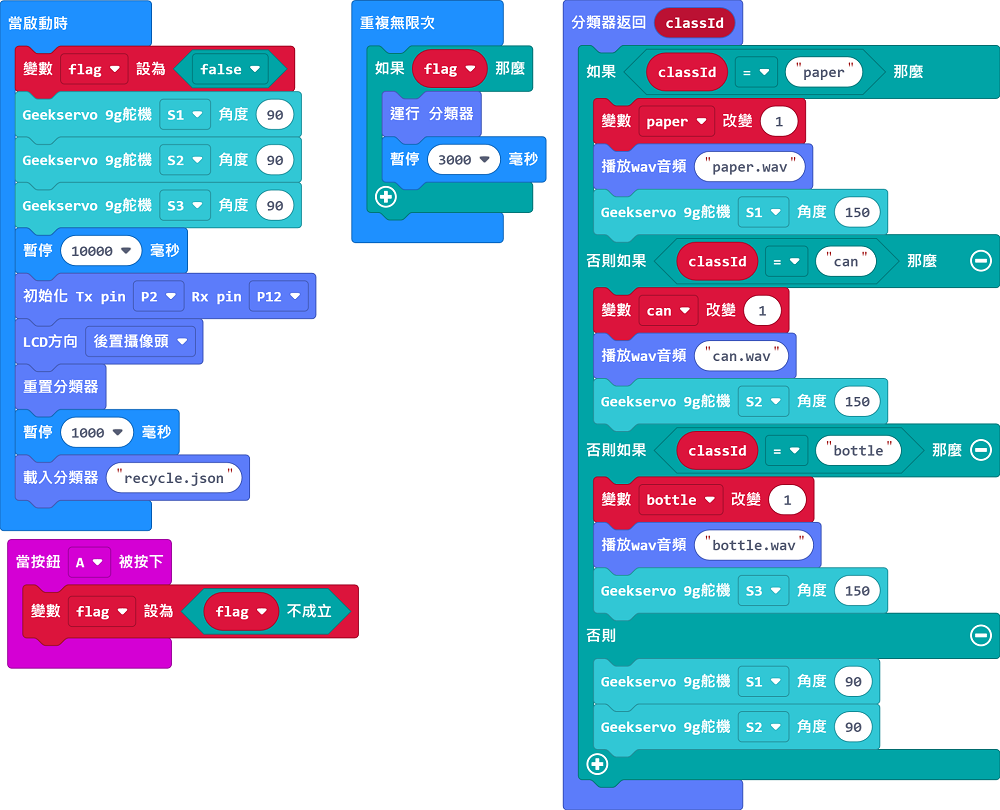 當啟動時
變數 flag 設為 false
Geekservo 9g舵機 S1 角度 90
Geekservo 9g舵機 S2 角度 90
Geekservo 9g舵機 S3 角度 90
暫停 10000 毫秒
初始化 Tx pin P2 Rx pin P12
LCD方向 後置攝像頭
重置分類器
暫停 1000 毫秒
載入分類器 "recycle.json"
當按鈕 A 被按下
變數 flag 設為 flag 不成立
重複無限次
如果 flag 那麼
運行 分類器
暫停 3000 毫秒
分類器返回 classId
如果 classId = "paper" 那麼
變數 paper 改變 1
播放wav音頻 "paper.wav"
Geekservo 9g舵機 S1 角度 150
否則如果 classId = "can" 那麼
變數 can 改變 1
播放wav音頻 "can.wav"
Geekservo 9g舵機 S2 角度 150
否則如果 classId = "bottle" 那麼
變數 bottle 改變 1
播放wav音頻 "bottle.wav"
Geekservo 9g舵機 S3 角度 150
否則
Geekservo 9g舵機 S1 角度 90
Geekservo 9g舵機 S2 角度 90